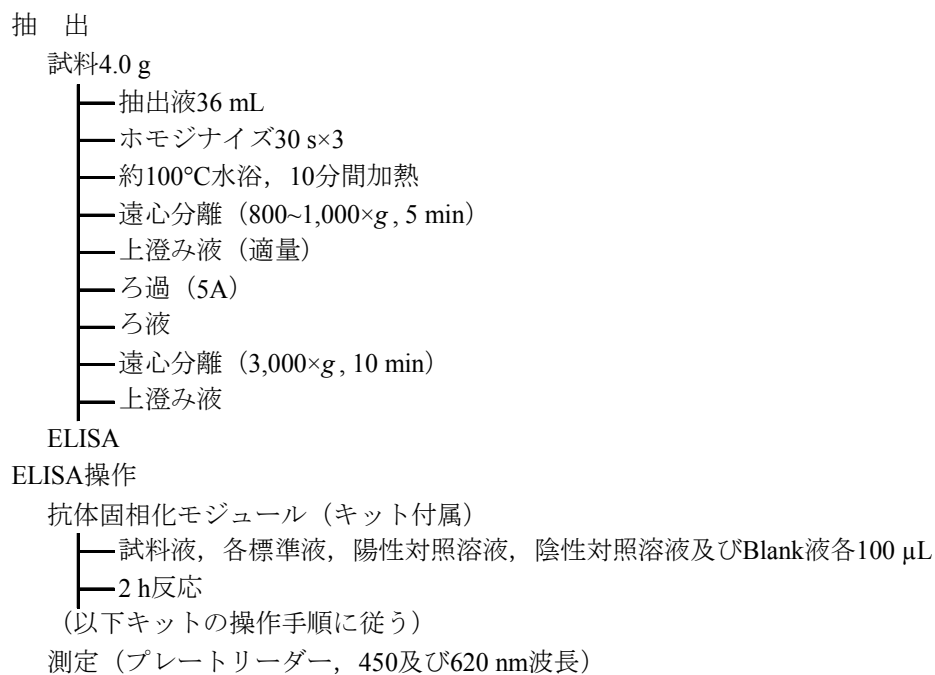 抽　出
試料4.0 g
抽出液36 mL
ホモジナイズ30 s×3
約100°C水浴，10分間加熱
遠心分離（800~1,000×g , 5 min）
上澄み液（適量）
ろ過（5A）
ろ液
遠心分離（3,000×g , 10 min）
上澄み液
ELISA
ELISA操作
抗体固相化モジュール（キット付属）
試料液，各標準液，陽性対照溶液，陰性対照溶液及びBlank液各100 µL
2 h反応
（以下キットの操作手順に従う）
測定（プレートリーダー，450及び620 nm波長）